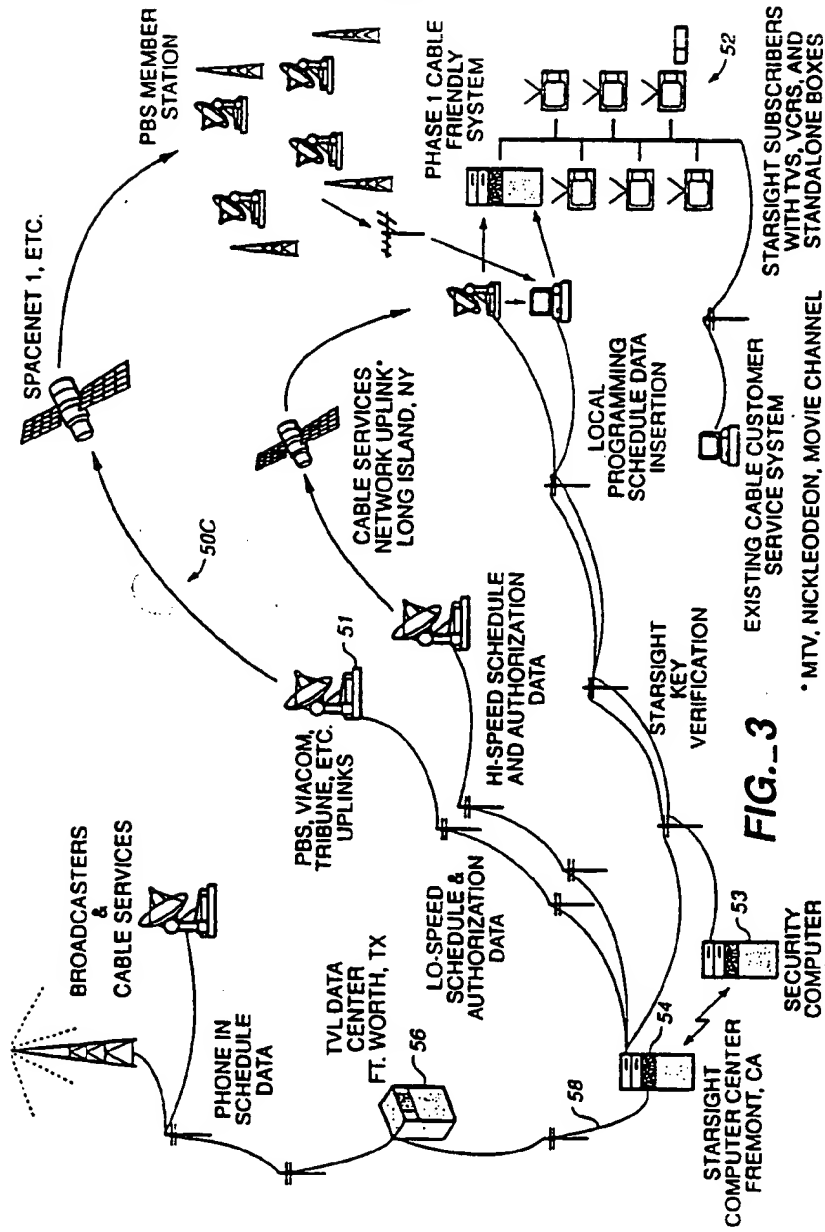 BROADCASTERS
&
CABLE SERVICES
PHONE IN
SCHEDULE
DATA
TVL DATA
CENTER
FT. WORTH, TX
56
58
STARSIGHT
COMPUTER CENTER
FREMONT, CA
54
SECURITY
COMPUTER
53
LO-SPEED
SCHEDULE &
AUTHORIZATION
DATA
PBS, VIACOM,
TRIBUNE, ETC.
UPLINKS
51
HI-SPEED SCHEDULE
AND AUTHORIZATION
DATA
50C
SPACENET 1, ETC.
CABLE SERVICES
NETWORK UPLINK*
LONG ISLAND, NY
PBS MEMBER
STATION
PHASE 1 CABLE
FRIENDLY
SYSTEM
LOCAL
PROGRAMMING
SCHEDULE DATA
INSERTION
STARSIGHT
KEY
VERIFICATION
EXISTING CABLE CUSTOMER
SERVICE SYSTEM
52
STARSIGHT SUBSCRIBERS
WITH TVS, VCRS, AND
STANDALONE BOXES
* MTV, NICKLEODEON, MOVIE CHANNEL
FIG._3